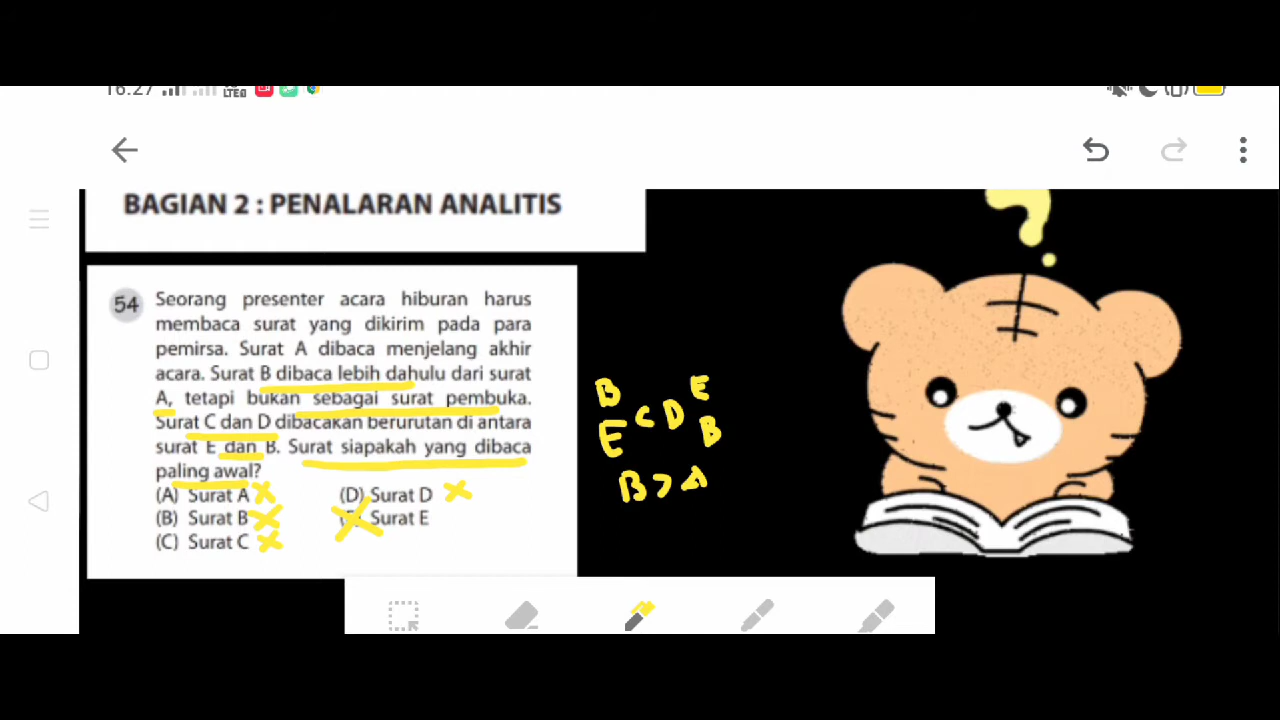 16.27
LTE
BAGIAN 2 : PENALARAN ANALITIS
54 Seorang presenter acara hiburan harus
membaca surat yang dikirim pada para
pemirsa. Surat A dibaca menjelang akhir
acara. Surat B dibaca lebih dahulu dari surat
A, tetapi bukan sebagai surat pembuka.
Surat C dan D dibacakan berurutan di antara
surat E dan B. Surat siapakah yang dibaca
paling awal?
(A) Surat A (D) Surat D
(B) Surat B (E) Surat E
(C) Surat C
B E
E C D B
B > A
?